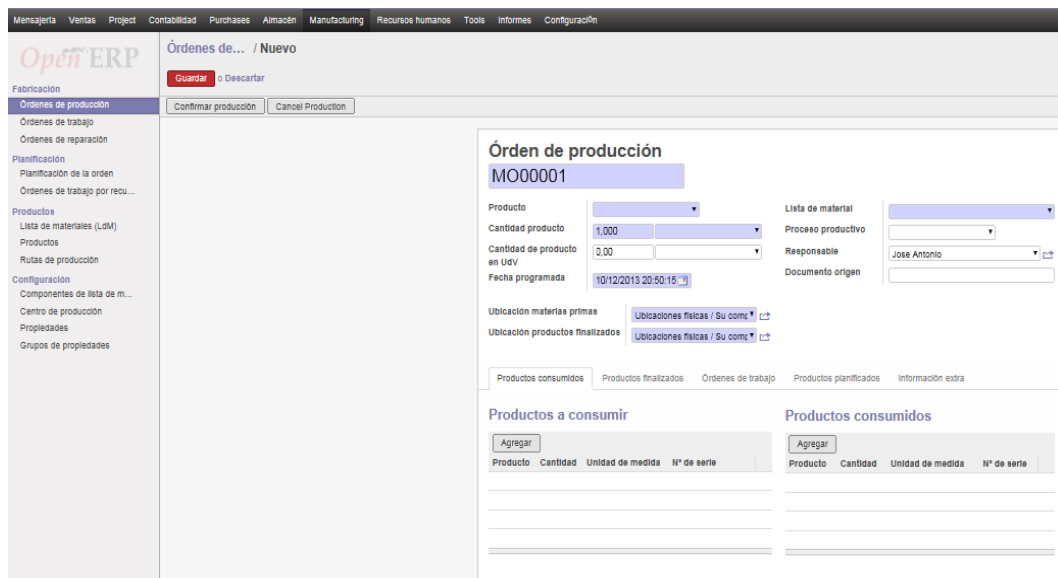 Mensajería Ventas Project Contabilidad Purchases Almacén Manufacturing Recursos humanos Tools Informes Configuración
Open ERP
Fabricación
Órdenes de producción
Órdenes de trabajo
Órdenes de reparación
Planificación
Planificación de la orden
Órdenes de trabajo por recu...
Productos
Lista de materiales (LdM)
Productos
Rutas de producción
Configuración
Componentes de lista de m...
Centro de producción
Propiedades
Grupos de propiedades
Órdenes de... / Nuevo
Guardar o Descartar
Confirmar producción Cancel Production
Órden de producción
MO00001
Producto
Cantidad producto 1,000
Cantidad de producto en UdV 0,00
Fecha programada 10/12/2013 20:50:15
Lista de material
Proceso productivo
Responsable Jose Antonio
Documento origen
Ubicación materias primas Ubicaciones físicas / Su comp
Ubicación productos finalizados Ubicaciones físicas / Su comp
Productos consumidos Productos finalizados Órdenes de trabajo Productos planificados Información extra
Productos a consumir
Agregar
Producto Cantidad Unidad de medida Nº de serie
Productos consumidos
Agregar
Producto Cantidad Unidad de medida Nº de serie